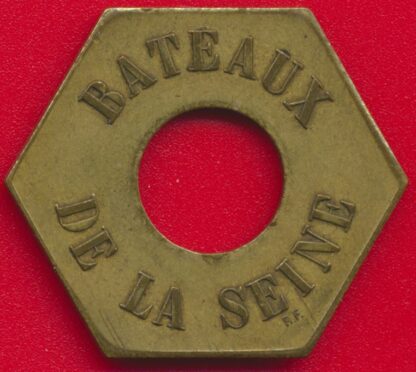 BATEAUX
DE LA SEINE
F.F.